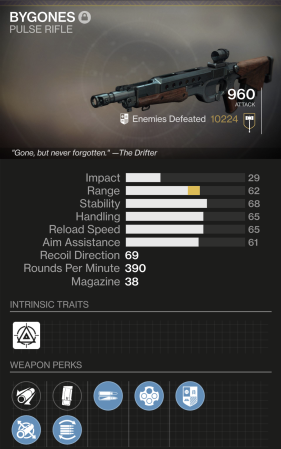 BYGONES
PULSE RIFLE
960
ATTACK
Enemies Defeated 10224
"Gone, but never forgotten." —The Drifter
Impact 29
Range 62
Stability 68
Handling 65
Reload Speed 65
Aim Assistance 61
Recoil Direction 69
Rounds Per Minute 390
Magazine 38
INTRINSIC TRAITS
WEAPON PERKS